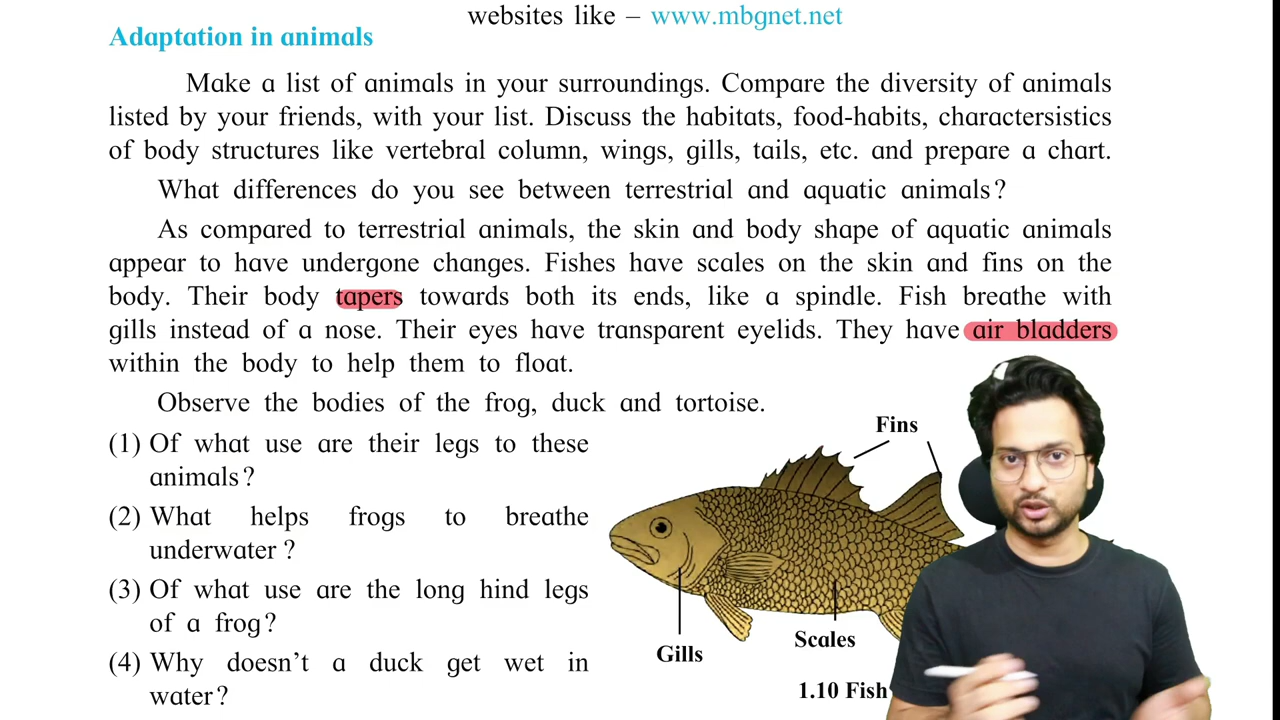 websites like – www.mbgnet.net
Adaptation in animals
Make a list of animals in your surroundings. Compare the diversity of animals
listed by your friends, with your list. Discuss the habitats, food-habits, charactersistics
of body structures like vertebral column, wings, gills, tails, etc. and prepare a chart.
What differences do you see between terrestrial and aquatic animals?
As compared to terrestrial animals, the skin and body shape of aquatic animals
appear to have undergone changes. Fishes have scales on the skin and fins on the
body. Their body tapers towards both its ends, like a spindle. Fish breathe with
gills instead of a nose. Their eyes have transparent eyelids. They have air bladders
within the body to help them to float.
Observe the bodies of the frog, duck and tortoise.
(1) Of what use are their legs to these
animals?
(2) What helps frogs to breathe
underwater ?
(3) Of what use are the long hind legs
of a frog?
(4) Why doesn't a duck get wet in
water?
Fins
Gills
Scales
1.10 Fish